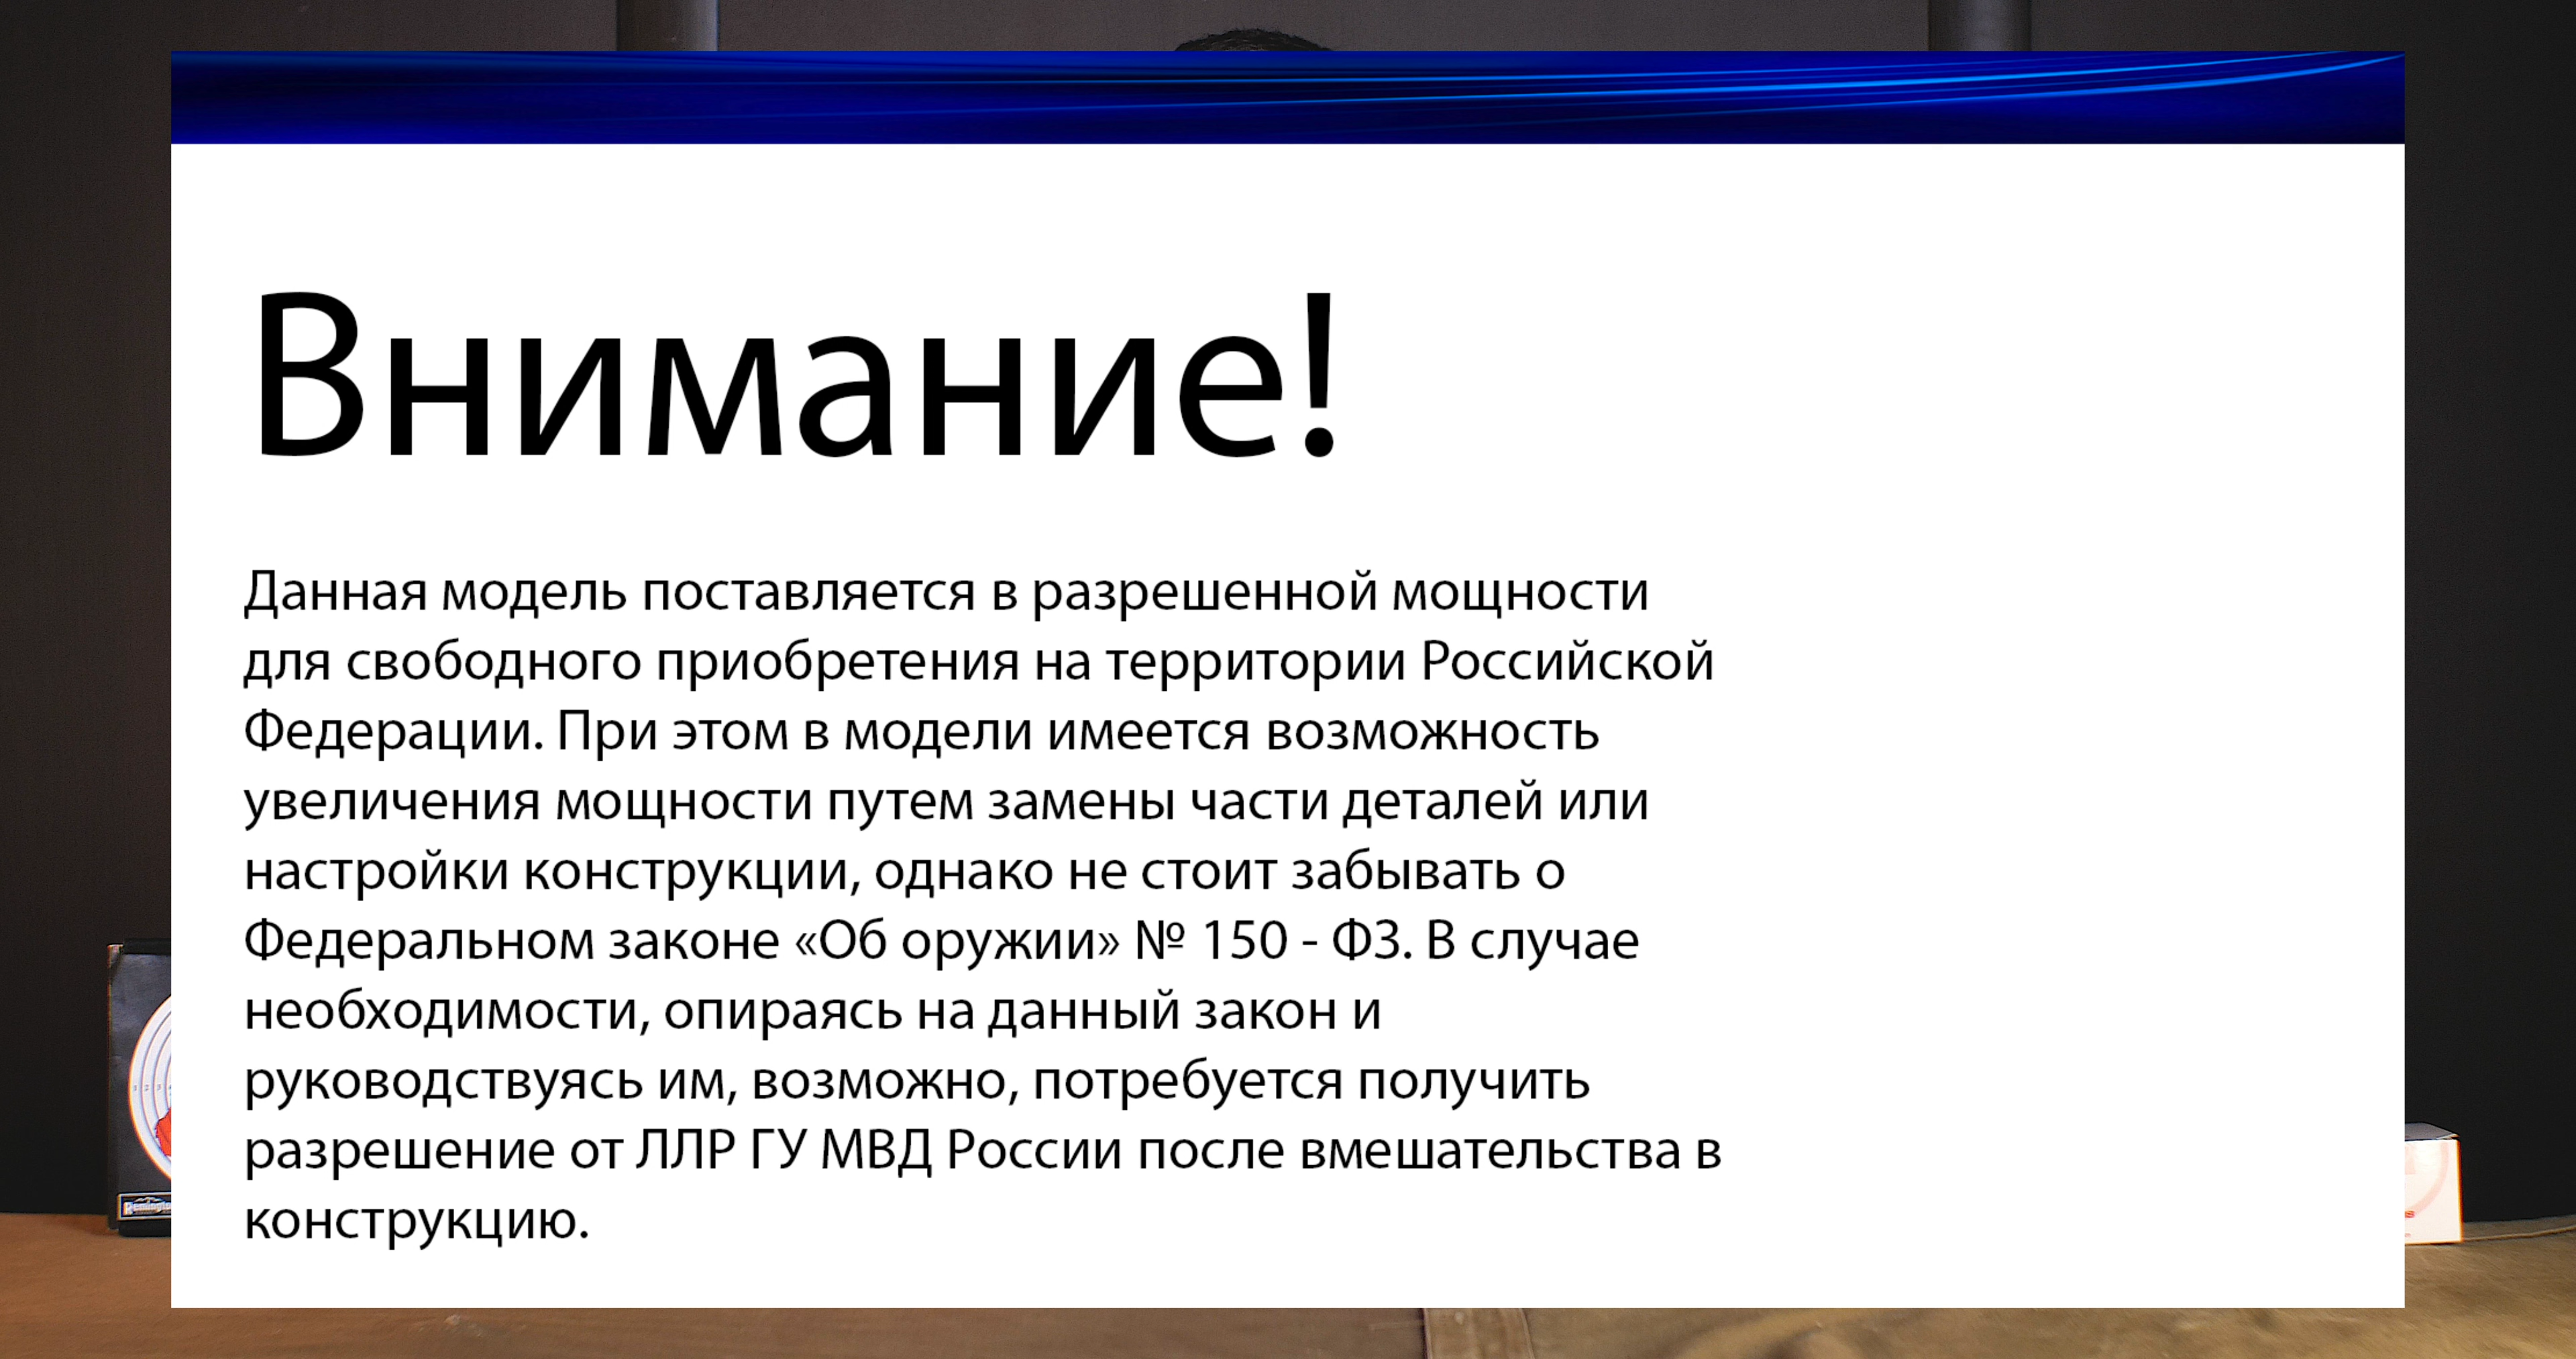 Внимание!
Данная модель поставляется в разрешенной мощности
для свободного приобретения на территории Российской
Федерации. При этом в модели имеется возможность
увеличения мощности путем замены части деталей или
настройки конструкции, однако не стоит забывать о
Федеральном законе «Об оружии» № 150 - ФЗ. В случае
необходимости, опираясь на данный закон и
руководствуясь им, возможно, потребуется получить
разрешение от ЛЛР ГУ МВД России после вмешательства в
конструкцию.
Remington